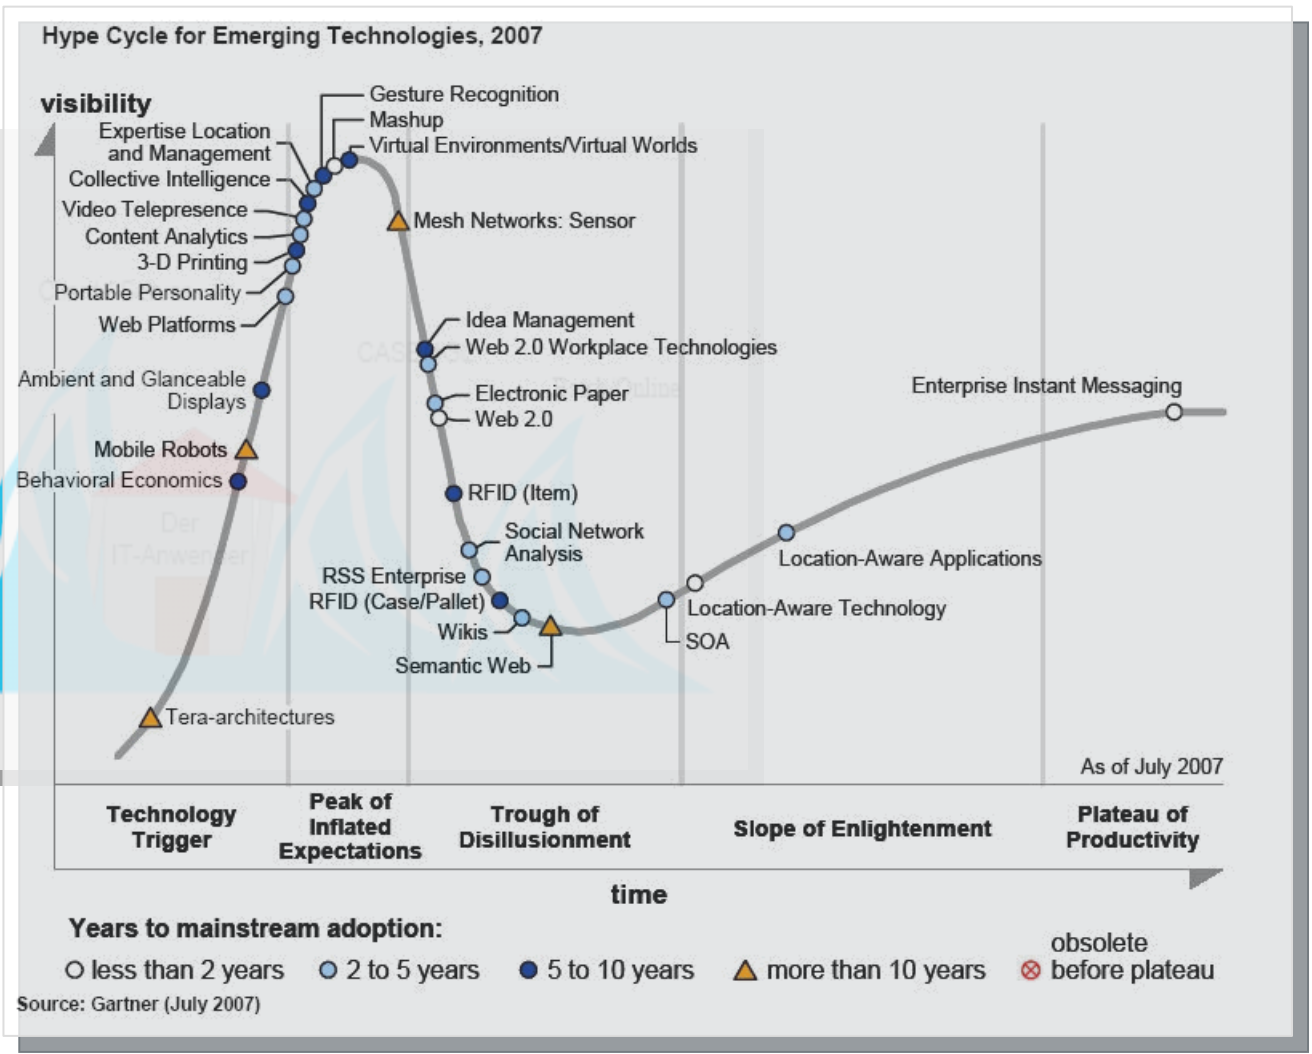 Hype Cycle for Emerging Technologies, 2007
visibility
Gesture Recognition
Mashup
Virtual Environments/Virtual Worlds
Expertise Location
and Management
Collective Intelligence
Video Telepresence
Content Analytics
3-D Printing
Portable Personality
Web Platforms
Ambient and Glanceable
Displays
Mobile Robots
Behavioral Economics
Der
IT-Anwender
Tera-architectures
Mesh Networks: Sensor
Idea Management
Web 2.0 Workplace Technologies
Electronic Paper
Web 2.0
RFID (Item)
Social Network
Analysis
RSS Enterprise
RFID (Case/Pallet)
Wikis
Semantic Web
SOA
Location-Aware Technology
Location-Aware Applications
Enterprise Instant Messaging
As of July 2007
Technology
Trigger
Peak of
Inflated
Expectations
Trough of
Disillusionment
Slope of Enlightenment
Plateau of
Productivity
time
Years to mainstream adoption:
less than 2 years
2 to 5 years
5 to 10 years
more than 10 years
obsolete
before plateau
Source: Gartner (July 2007)